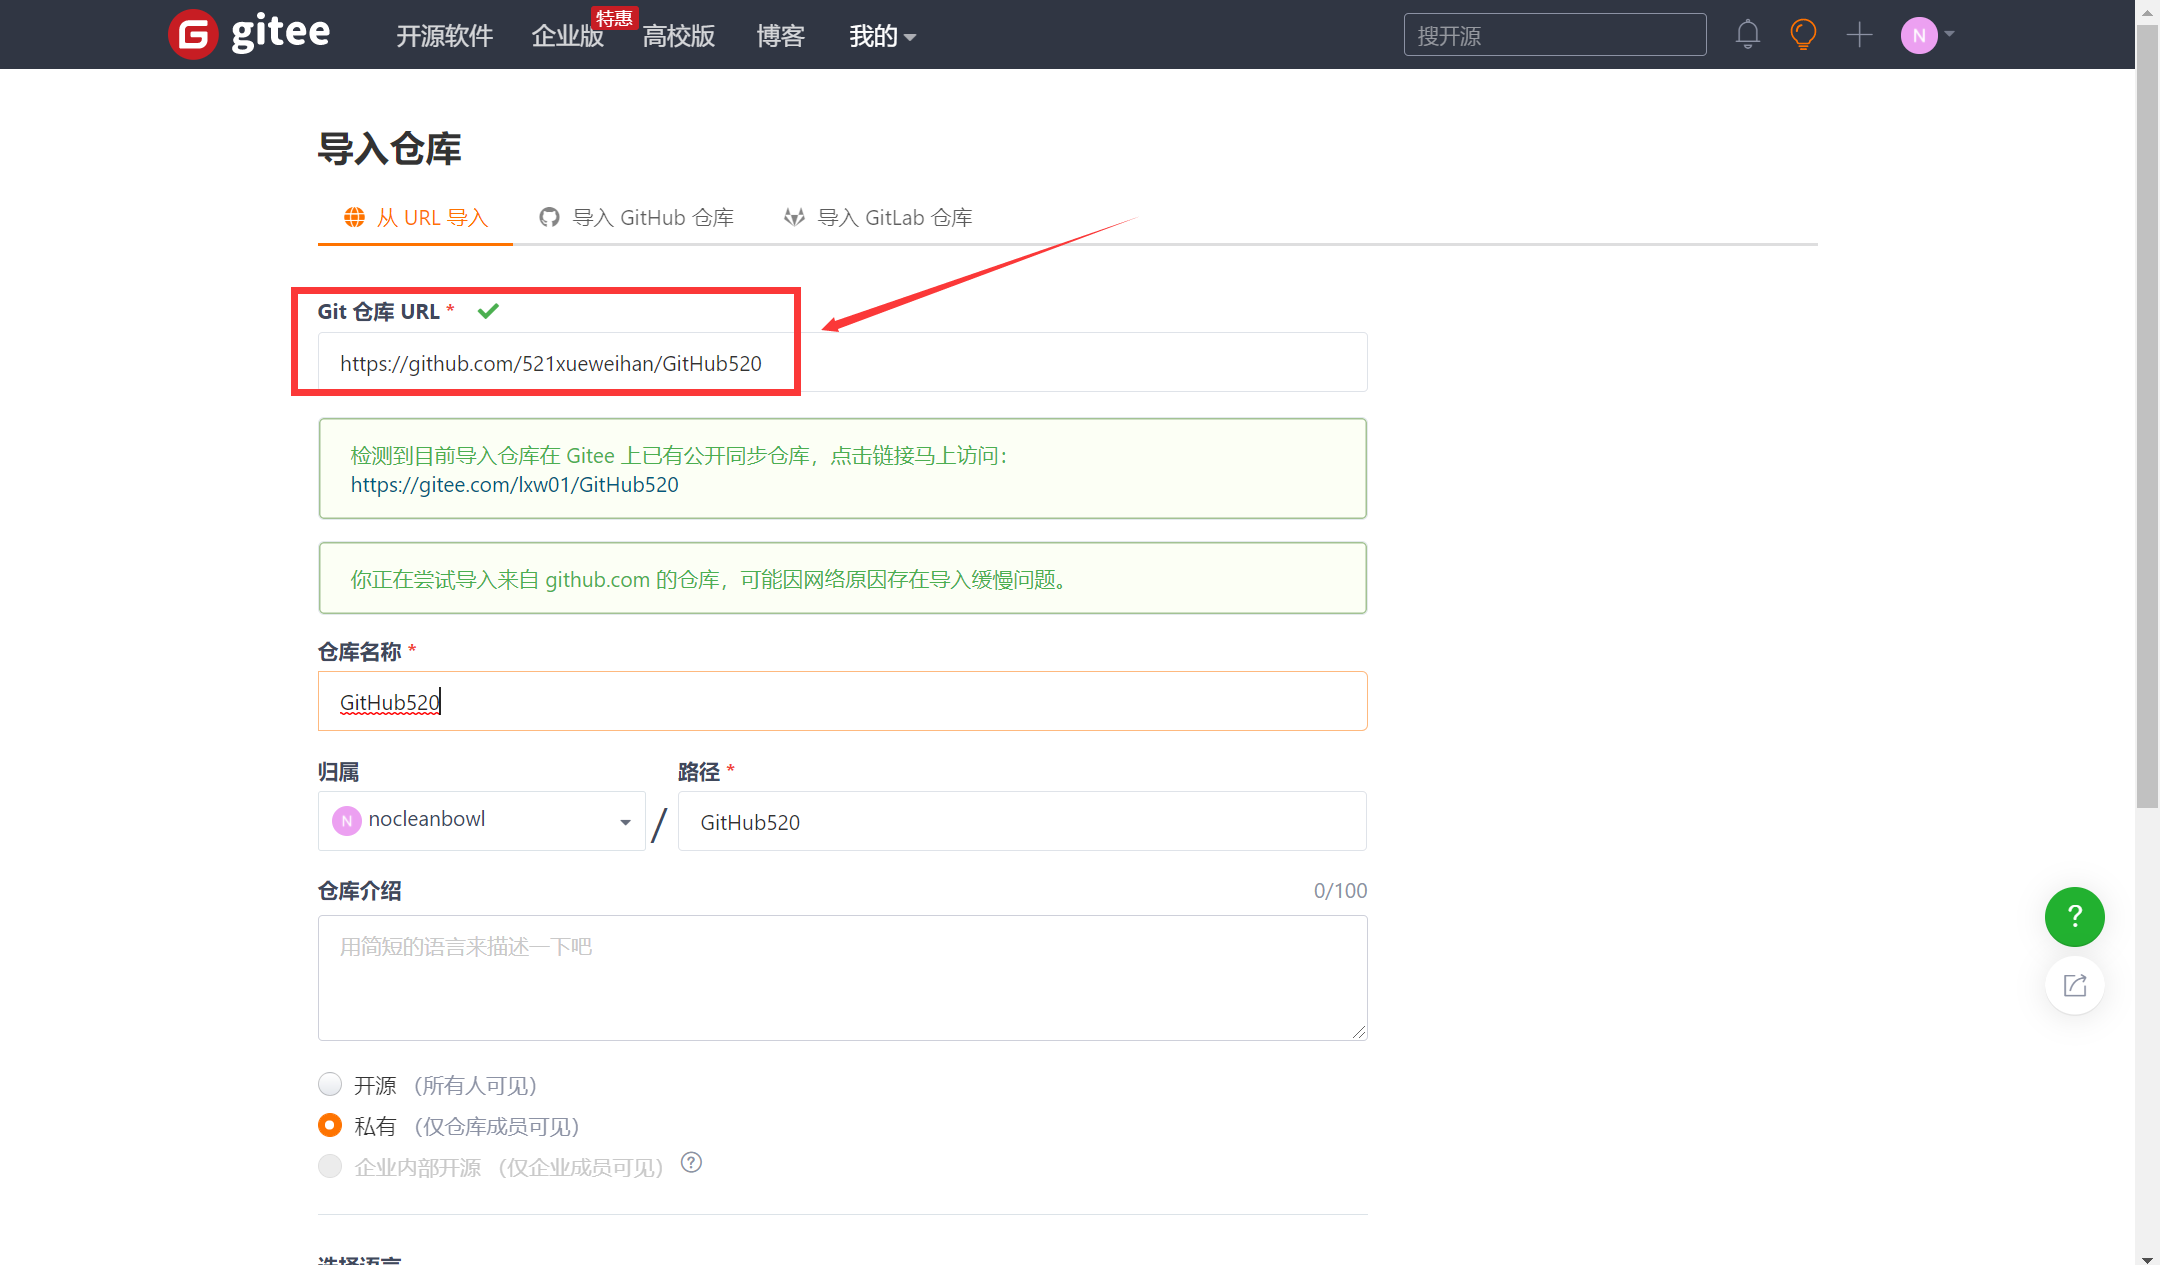 gitee
开源软件
企业版
特惠
高校版
博客
我的
搜开源
N
导入仓库
从 URL 导入
导入 GitHub 仓库
导入 GitLab 仓库
Git 仓库 URL *
https://github.com/521xueweihan/GitHub520
检测到目前导入仓库在 Gitee 上已有公开同步仓库，点击链接马上访问：
https://gitee.com/lxw01/GitHub520
你正在尝试导入来自 github.com 的仓库，可能因网络原因存在导入缓慢问题。
仓库名称 *
GitHub520
归属
路径 *
N nocleanbowl
/
GitHub520
仓库介绍
0/100
用简短的语言来描述一下吧
?
开源 （所有人可见）
私有 （仅仓库成员可见）
企业内部开源 （仅企业成员可见） ?
选择语言